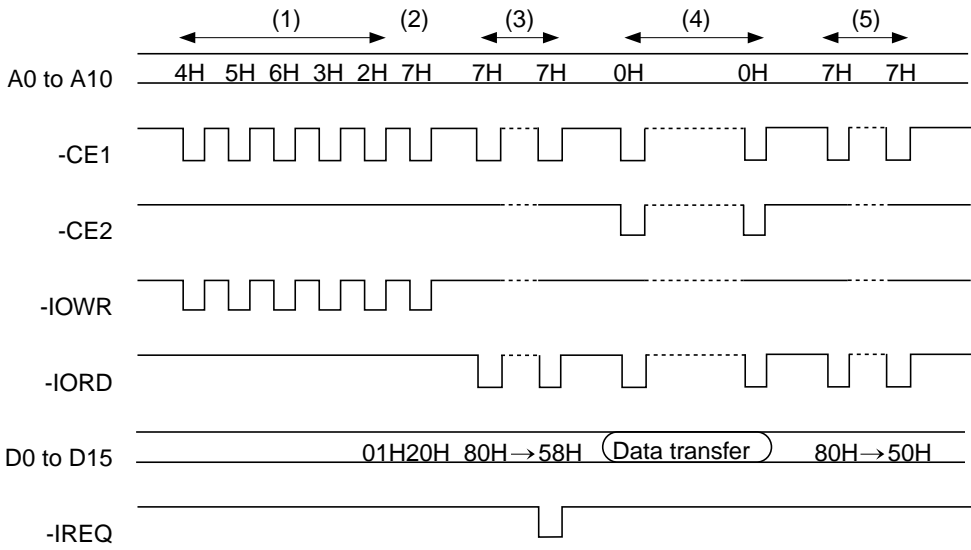 (1) (2) (3) (4) (5)
A0 to A10 4H 5H 6H 3H 2H 7H 7H 7H 0H 0H 7H 7H
-CE1
-CE2
-IOWR
-IORD
D0 to D15 01H20H 80H→58H Data transfer 80H→50H
-IREQ